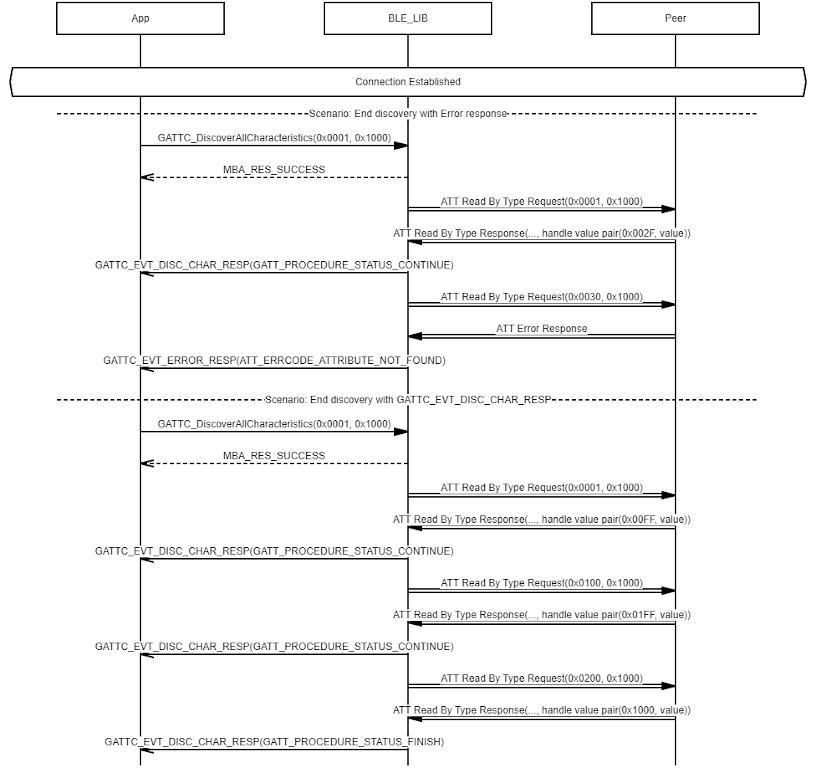 App
BLE_LIB
Peer
Connection Established
Scenario: End discovery with Error response
GATTC_DiscoverAllCharacteristics(0x0001, 0x1000)
MBA_RES_SUCCESS
ATT Read By Type Request(0x0001, 0x1000)
ATT Read By Type Response(..., handle value pair(0x002F, value))
GATTC_EVT_DISC_CHAR_RESP(GATT_PROCEDURE_STATUS_CONTINUE)
ATT Read By Type Request(0x0030, 0x1000)
ATT Error Response
GATTC_EVT_ERROR_RESP(ATT_ERRCODE_ATTRIBUTE_NOT_FOUND)
Scenario: End discovery with GATTC_EVT_DISC_CHAR_RESP
GATTC_DiscoverAllCharacteristics(0x0001, 0x1000)
MBA_RES_SUCCESS
ATT Read By Type Request(0x0001, 0x1000)
ATT Read By Type Response(..., handle value pair(0x00FF, value))
GATTC_EVT_DISC_CHAR_RESP(GATT_PROCEDURE_STATUS_CONTINUE)
ATT Read By Type Request(0x0100, 0x1000)
ATT Read By Type Response(..., handle value pair(0x01FF, value))
GATTC_EVT_DISC_CHAR_RESP(GATT_PROCEDURE_STATUS_CONTINUE)
ATT Read By Type Request(0x0200, 0x1000)
ATT Read By Type Response(..., handle value pair(0x1000, value))
GATTC_EVT_DISC_CHAR_RESP(GATT_PROCEDURE_STATUS_FINISH)